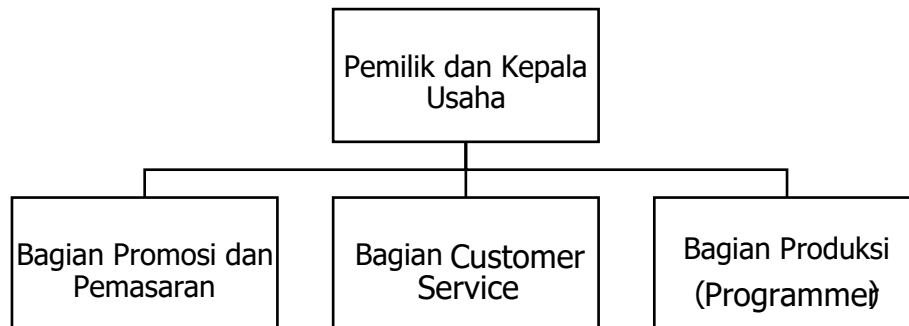 Pemilik dan Kepala
Usaha
Bagian Promosi dan
Pemasaran
Bagian Customer
Service
Bagian Produksi
(Programmer)